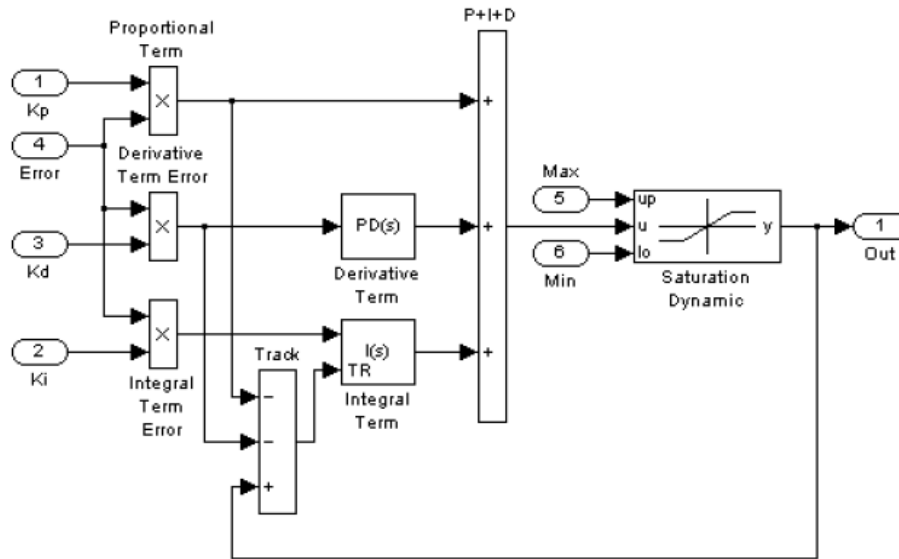 P+I+D
Proportional
Term
1
Kp
×
+
4
Error
Derivative
Term Error
Max
5
up
×
PD(s)
+
u
y
1
Out
3
Kd
Derivative
Term
6
Min
lo
Saturation
Dynamic
×
2
Ki
I(s)
TR
+
Track
Integral
Term
Error
Integral
Term
−
−
+